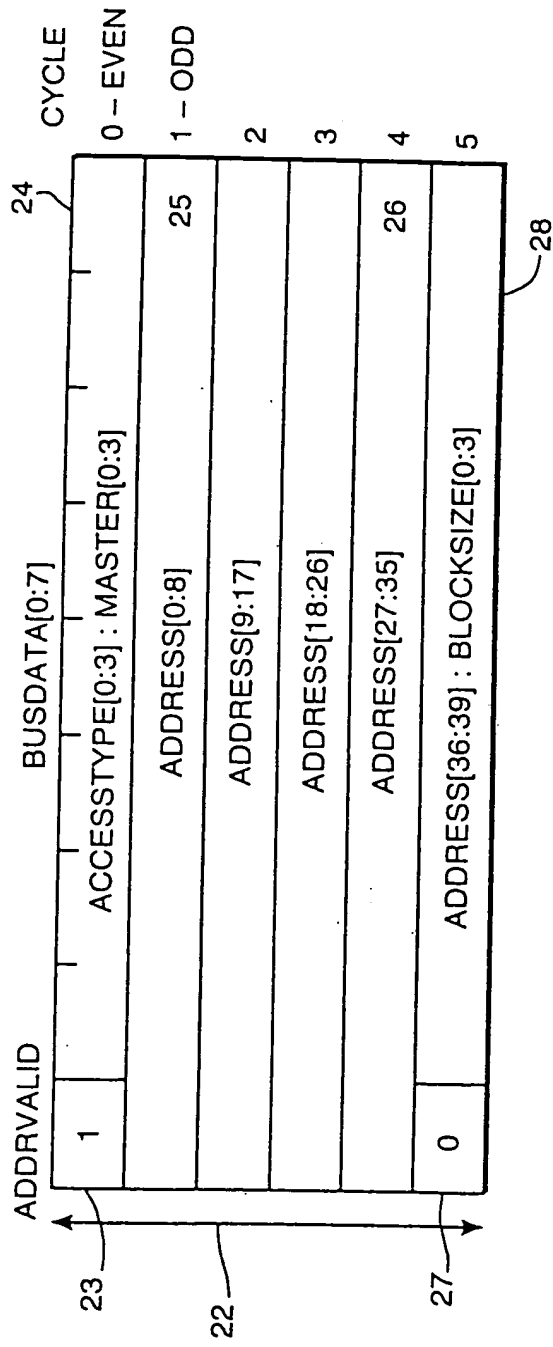 BUSDATA[0:7]
ADDRVALID
24
CYCLE
23
1
ACCESSTYPE[0:3] : MASTER[0:3]
0 – EVEN
ADDRESS[0:8]
25
1 – ODD
22
ADDRESS[9:17]
2
ADDRESS[18:26]
3
ADDRESS[27:35]
26
4
27
0
ADDRESS[36:39] : BLOCKSIZE[0:3]
5
28